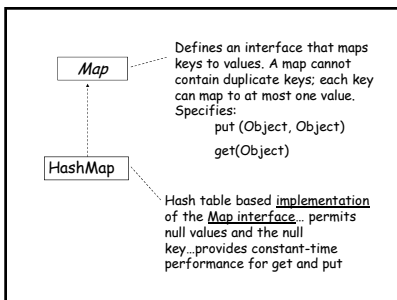 Map
Defines an interface that maps
keys to values. A map cannot
contain duplicate keys; each key
can map to at most one value.
Specifies:
put (Object, Object)
get(Object)
HashMap
Hash table based implementation
of the Map interface… permits
null values and the null
key…provides constant-time
performance for get and put